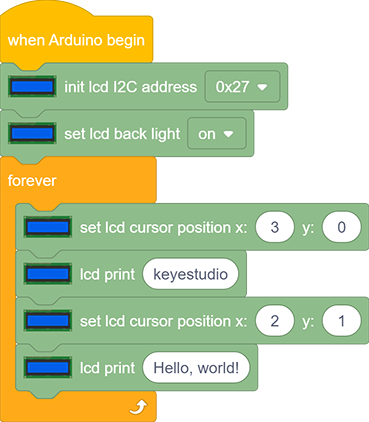 when Arduino begin
init lcd I2C address 0x27
set lcd back light on
forever
set lcd cursor position x: 3 y: 0
lcd print keyestudio
set lcd cursor position x: 2 y: 1
lcd print Hello, world!